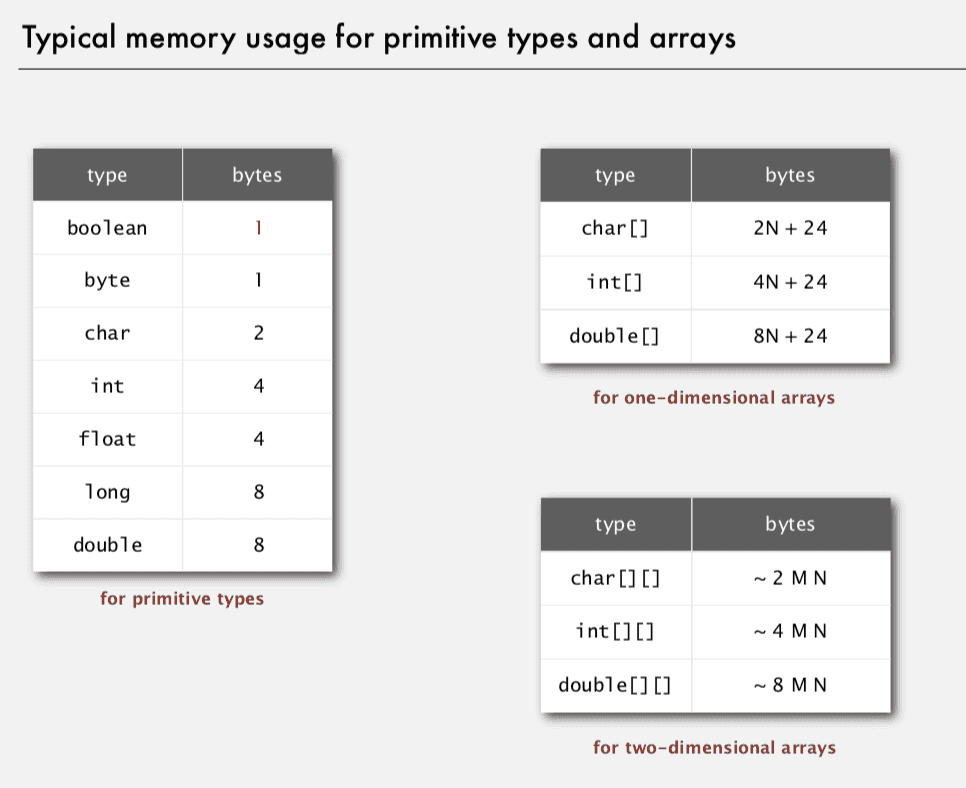 Typical memory usage for primitive types and arrays
type bytes
boolean 1
byte 1
char 2
int 4
float 4
long 8
double 8
for primitive types
type bytes
char[] 2N + 24
int[] 4N + 24
double[] 8N + 24
for one-dimensional arrays
type bytes
char[][] ~ 2 M N
int[][] ~ 4 M N
double[][] ~ 8 M N
for two-dimensional arrays